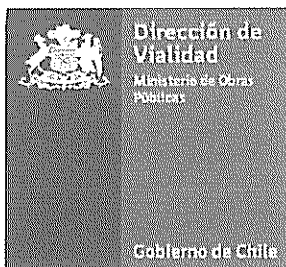 Dirección de
Vialidad
Ministerio de Obras
Públicas
Gobierno de Chile